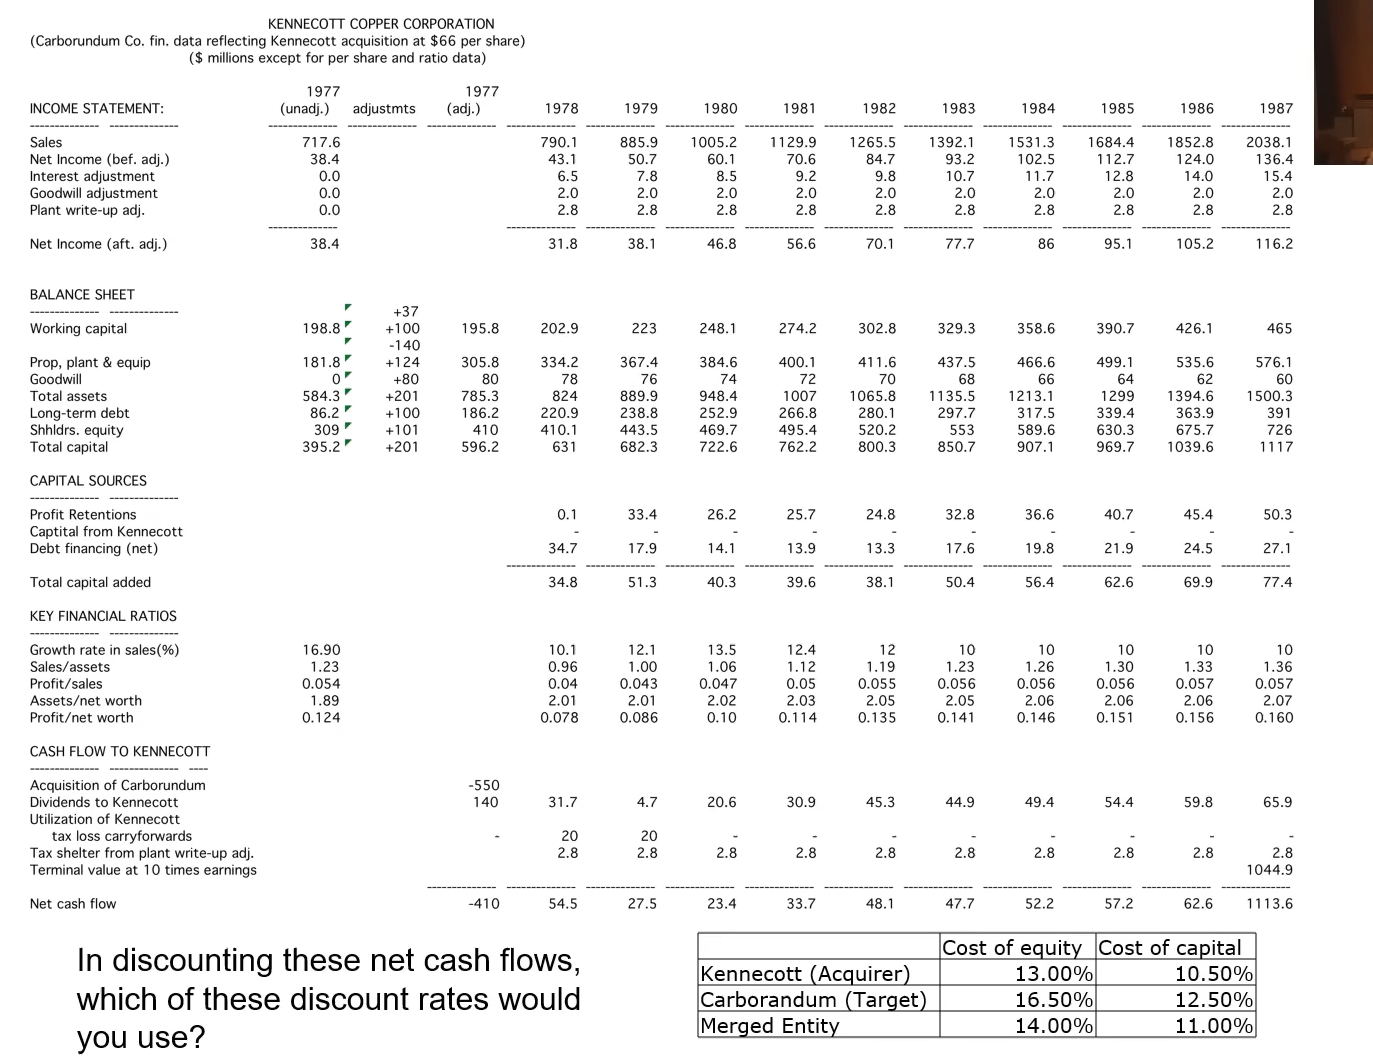 KENNECOTT COPPER CORPORATION
(Carborundum Co. fin. data reflecting Kennecott acquisition at $66 per share)
($ millions except for per share and ratio data)
1977 1977
INCOME STATEMENT: (unadj.) adjustmts (adj.) 1978 1979 1980 1981 1982 1983 1984 1985 1986 1987
Sales 717.6 790.1 885.9 1005.2 1129.9 1265.5 1392.1 1531.3 1684.4 1852.8 2038.1
Net Income (bef. adj.) 38.4 43.1 50.7 60.1 70.6 84.7 93.2 102.5 112.7 124.0 136.4
Interest adjustment 0.0 6.5 7.8 8.5 9.2 9.8 10.7 11.7 12.8 14.0 15.4
Goodwill adjustment 0.0 2.0 2.0 2.0 2.0 2.0 2.0 2.0 2.0 2.0 2.0
Plant write-up adj. 0.0 2.8 2.8 2.8 2.8 2.8 2.8 2.8 2.8 2.8 2.8
Net Income (aft. adj.) 38.4 31.8 38.1 46.8 56.6 70.1 77.7 86 95.1 105.2 116.2
BALANCE SHEET
+37
Working capital 198.8 +100 195.8 202.9 223 248.1 274.2 302.8 329.3 358.6 390.7 426.1 465
-140
Prop, plant & equip 181.8 +124 305.8 334.2 367.4 384.6 400.1 411.6 437.5 466.6 499.1 535.6 576.1
Goodwill 0 +80 80 78 76 74 72 70 68 66 64 62 60
Total assets 584.3 +201 785.3 824 889.9 948.4 1007 1065.8 1135.5 1213.1 1299 1394.6 1500.3
Long-term debt 86.2 +100 186.2 220.9 238.8 252.9 266.8 280.1 297.7 317.5 339.4 363.9 391
Shhldrs. equity 309 +101 410 410.1 443.5 469.7 495.4 520.2 553 589.6 630.3 675.7 726
Total capital 395.2 +201 596.2 631 682.3 722.6 762.2 800.3 850.7 907.1 969.7 1039.6 1117
CAPITAL SOURCES
Profit Retentions 0.1 33.4 26.2 25.7 24.8 32.8 36.6 40.7 45.4 50.3
Captital from Kennecott - - - - - - - - - -
Debt financing (net) 34.7 17.9 14.1 13.9 13.3 17.6 19.8 21.9 24.5 27.1
Total capital added 34.8 51.3 40.3 39.6 38.1 50.4 56.4 62.6 69.9 77.4
KEY FINANCIAL RATIOS
Growth rate in sales(%) 16.90 10.1 12.1 13.5 12.4 12 10 10 10 10 10
Sales/assets 1.23 0.96 1.00 1.06 1.12 1.19 1.23 1.26 1.30 1.33 1.36
Profit/sales 0.054 0.04 0.043 0.047 0.05 0.055 0.056 0.056 0.056 0.057 0.057
Assets/net worth 1.89 2.01 2.01 2.02 2.03 2.05 2.05 2.06 2.06 2.06 2.07
Profit/net worth 0.124 0.078 0.086 0.10 0.114 0.135 0.141 0.146 0.151 0.156 0.160
CASH FLOW TO KENNECOTT
Acquisition of Carborundum -550
Dividends to Kennecott 140 31.7 4.7 20.6 30.9 45.3 44.9 49.4 54.4 59.8 65.9
Utilization of Kennecott
tax loss carryforwards - 20 20 - - - - - - - -
Tax shelter from plant write-up adj. 2.8 2.8 2.8 2.8 2.8 2.8 2.8 2.8 2.8 2.8
Terminal value at 10 times earnings 1044.9
Net cash flow -410 54.5 27.5 23.4 33.7 48.1 47.7 52.2 57.2 62.6 1113.6
In discounting these net cash flows,
which of these discount rates would
you use?
Cost of equity Cost of capital
Kennecott (Acquirer) 13.00% 10.50%
Carborandum (Target) 16.50% 12.50%
Merged Entity 14.00% 11.00%